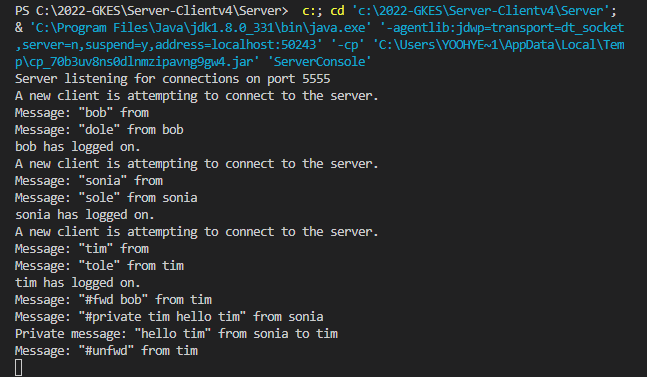 PS C:\2022-GKES\Server-Clientv4\Server>  c:; cd 'c:\2022-GKES\Server-Clientv4\Server';
& 'C:\Program Files\Java\jdk1.8.0_331\bin\java.exe' '-agentlib:jdwp=transport=dt_socket
,server=n,suspend=y,address=localhost:50243' '-cp' 'C:\Users\YOOHYE~1\AppData\Local\Tem
p\cp_70b3uv8ns0dlnmzipavng9gw4.jar' 'ServerConsole'
Server listening for connections on port 5555
A new client is attempting to connect to the server.
Message: "bob" from
Message: "dole" from bob
bob has logged on.
A new client is attempting to connect to the server.
Message: "sonia" from
Message: "sole" from sonia
sonia has logged on.
A new client is attempting to connect to the server.
Message: "tim" from
Message: "tole" from tim
tim has logged on.
Message: "#fwd bob" from tim
Message: "#private tim hello tim" from sonia
Private message: "hello tim" from sonia to tim
Message: "#unfwd" from tim